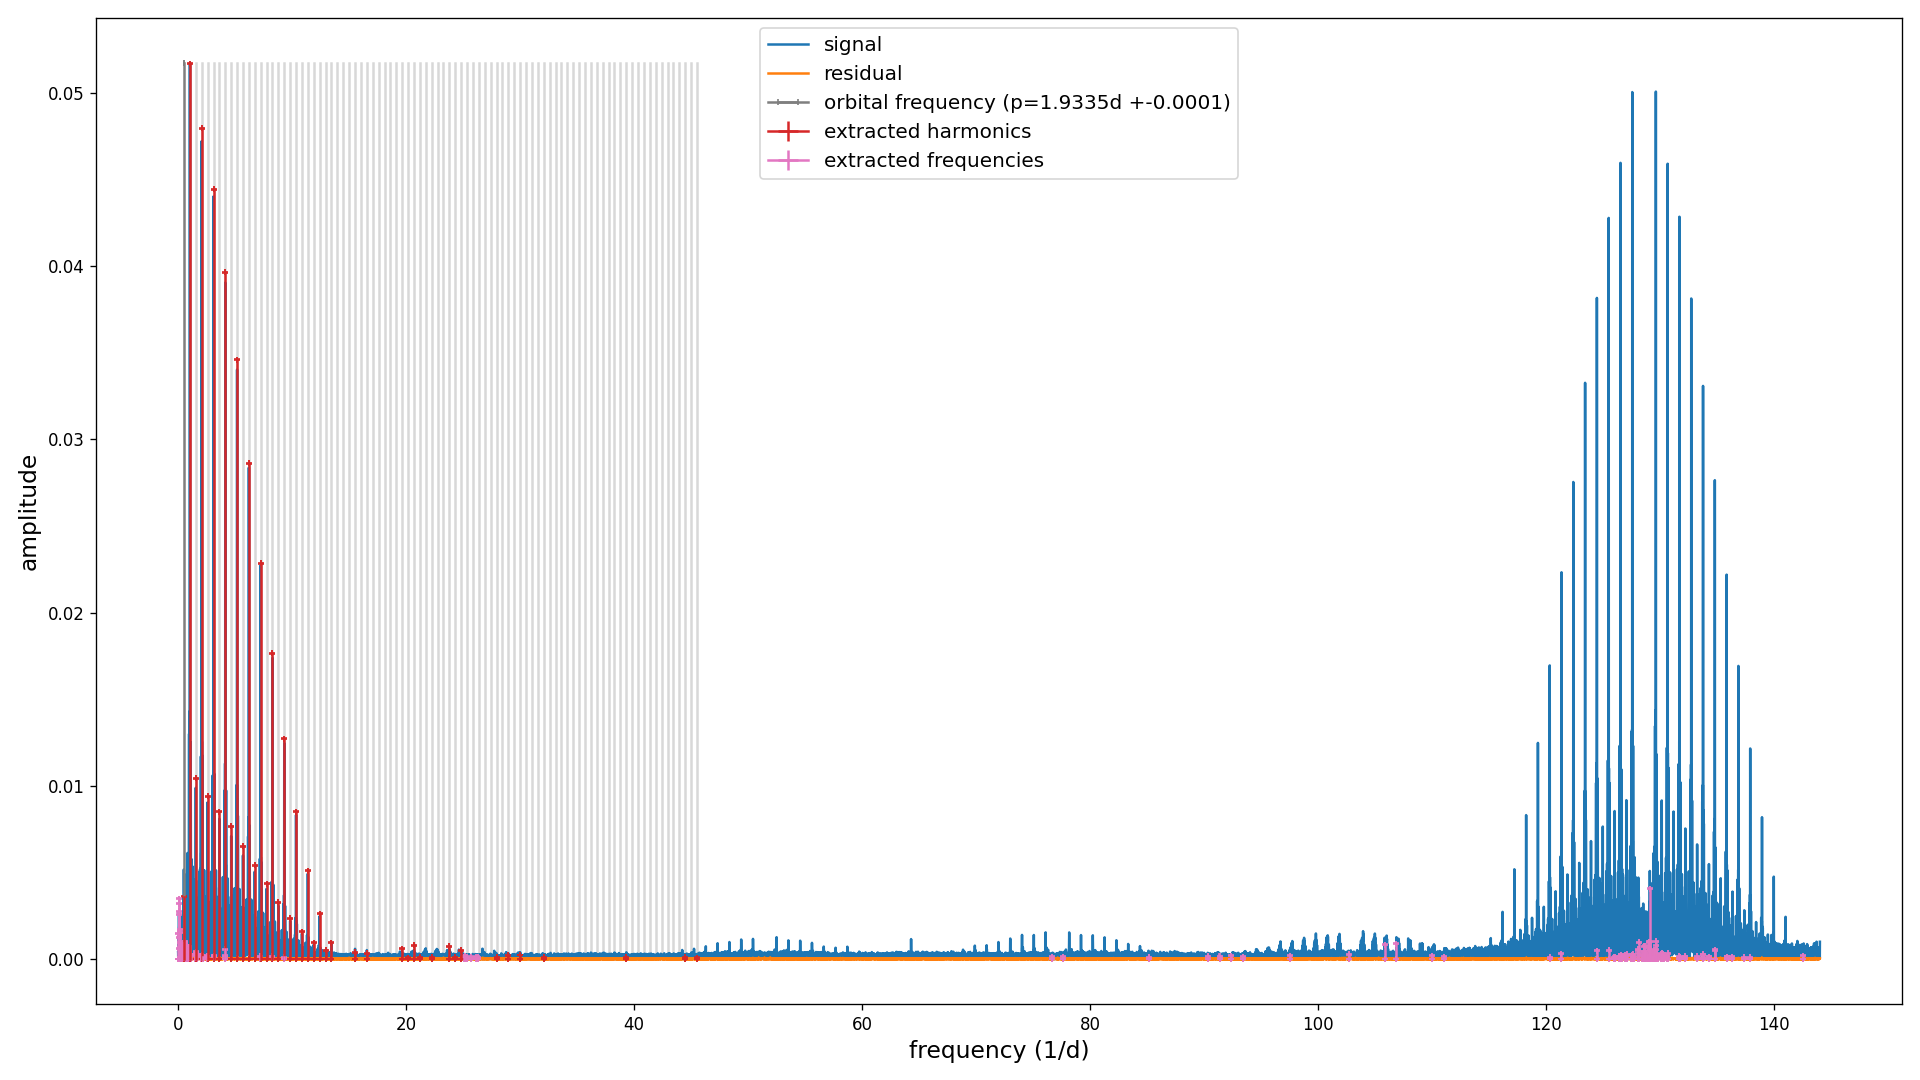 signal
residual
orbital frequency (p=1.9335d +-0.0001)
extracted harmonics
extracted frequencies
0.05
0.04
0.03
0.02
0.01
0.00
amplitude
0 20 40 60 80 100 120 140
frequency (1/d)